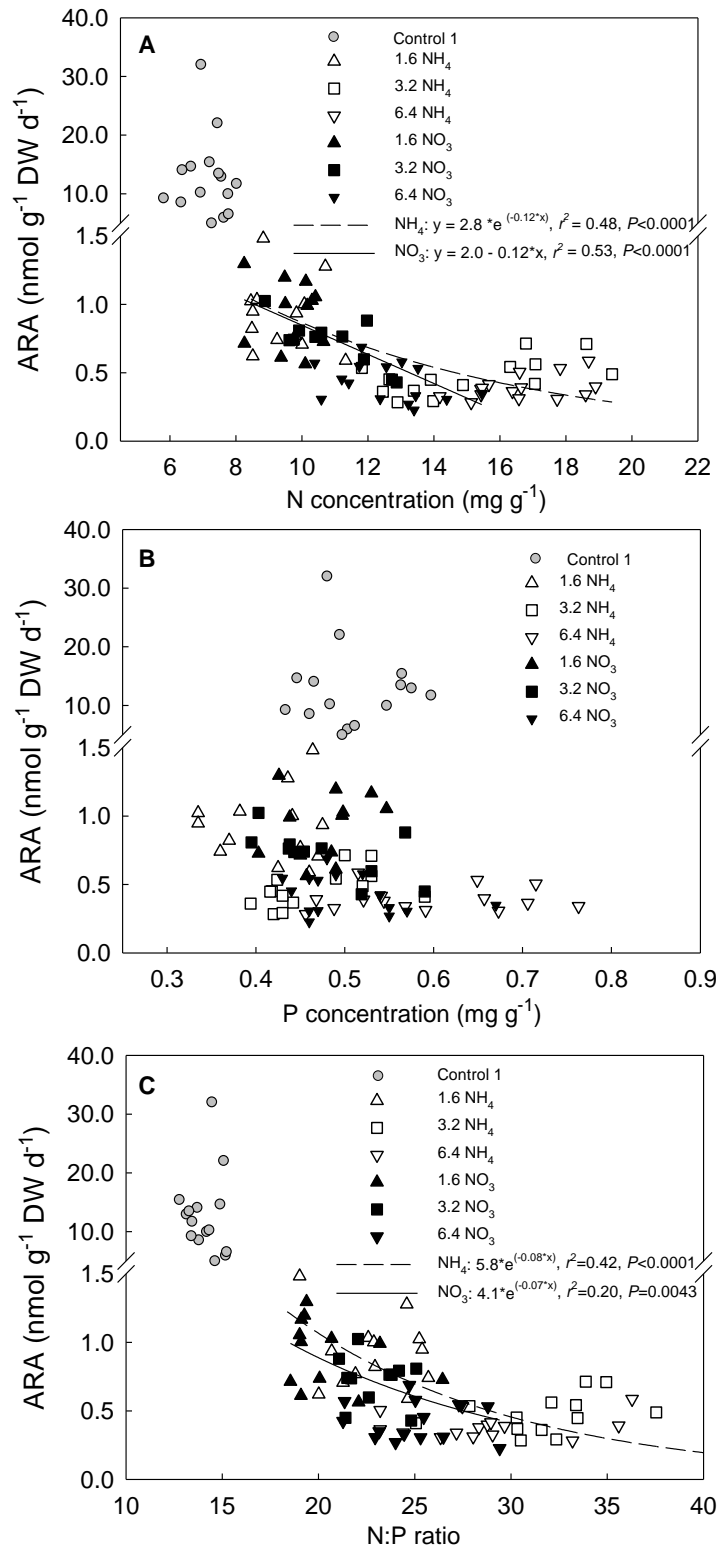 A
Control 1
1.6 NH4
3.2 NH4
6.4 NH4
1.6 NO3
3.2 NO3
6.4 NO3
NH4: y = 2.8 *e (-0.12*x), r2 = 0.48, P<0.0001
NO3: y = 2.0 - 0.12*x, r2 = 0.53, P<0.0001
40.0
30.0
20.0
10.0
1.5
1.0
0.5
0.0
ARA (nmol g-1 DW d-1)
6 8 10 12 14 16 18 20 22
N concentration (mg g-1)
B
Control 1
1.6 NH4
3.2 NH4
6.4 NH4
1.6 NO3
3.2 NO3
6.4 NO3
40.0
30.0
20.0
10.0
1.5
1.0
0.5
0.0
ARA (nmol g-1 DW d-1)
0.3 0.4 0.5 0.6 0.7 0.8 0.9
P concentration (mg g-1)
C
Control 1
1.6 NH4
3.2 NH4
6.4 NH4
1.6 NO3
3.2 NO3
6.4 NO3
NH4: 5.8*e(-0.08*x), r2=0.42, P<0.0001
NO3: 4.1*e(-0.07*x), r2=0.20, P=0.0043
40.0
30.0
20.0
10.0
1.5
1.0
0.5
0.0
ARA (nmol g-1 DW d-1)
10 15 20 25 30 35 40
N:P ratio